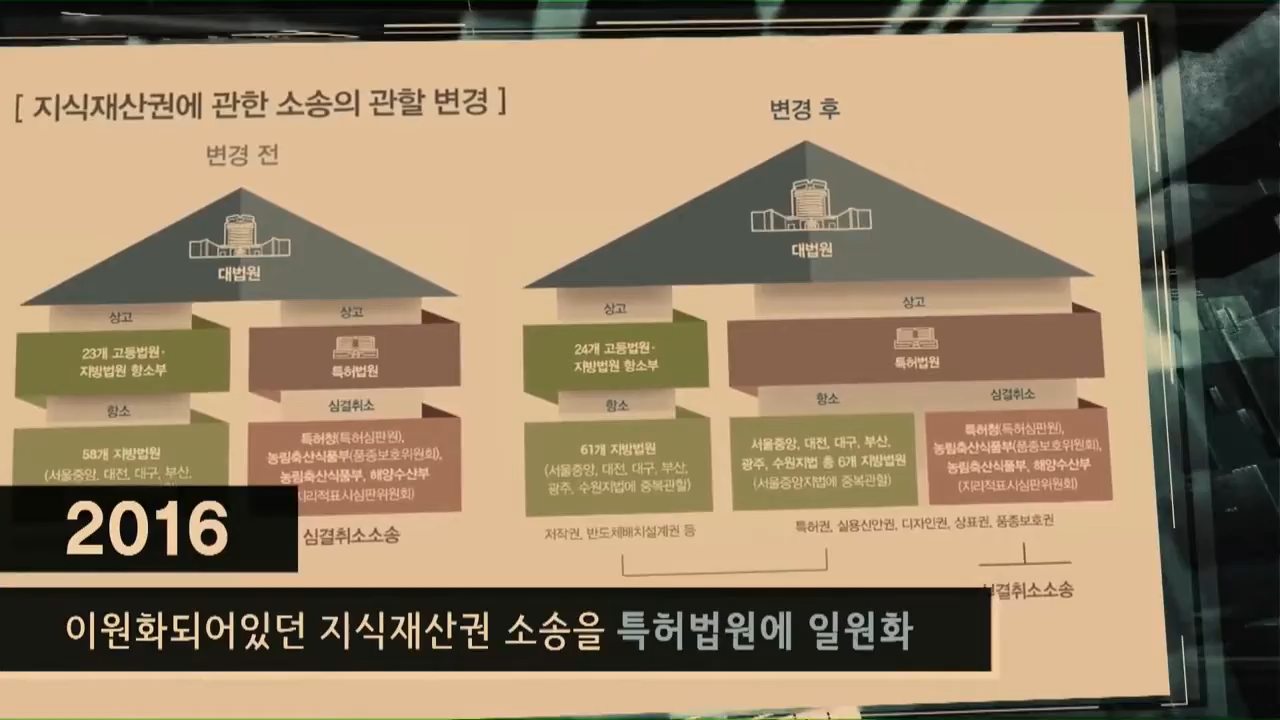 [ 지식재산권에 관한 소송의 관할 변경 ]
변경 전
대법원
상고
상고
23개 고등법원·
지방법원 항소부
특허법원
항소
심결취소
58개 지방법원
(서울중앙, 대전, 대구, 부산,
특허청(특허심판원),
농림축산식품부(품종보호위원회),
농림축산식품부, 해양수산부
(지리적표시심판위원회)
심결취소소송
변경 후
대법원
상고
상고
24개 고등법원·
지방법원 항소부
특허법원
항소
항소
심결취소
61개 지방법원
(서울중앙, 대전, 대구, 부산,
광주, 수원지법에 중복관할)
서울중앙, 대전, 대구, 부산,
광주, 수원지법 총 6개 지방법원
(서울중앙지법에 중복관할)
특허청(특허심판원),
농림축산식품부(품종보호위원회),
농림축산식품부, 해양수산부
(지리적표시심판위원회)
저작권, 반도체배치설계권 등
특허권, 실용신안권, 디자인권, 상표권, 품종보호권
심결취소소송
2016
이원화되어있던 지식재산권 소송을 특허법원에 일원화